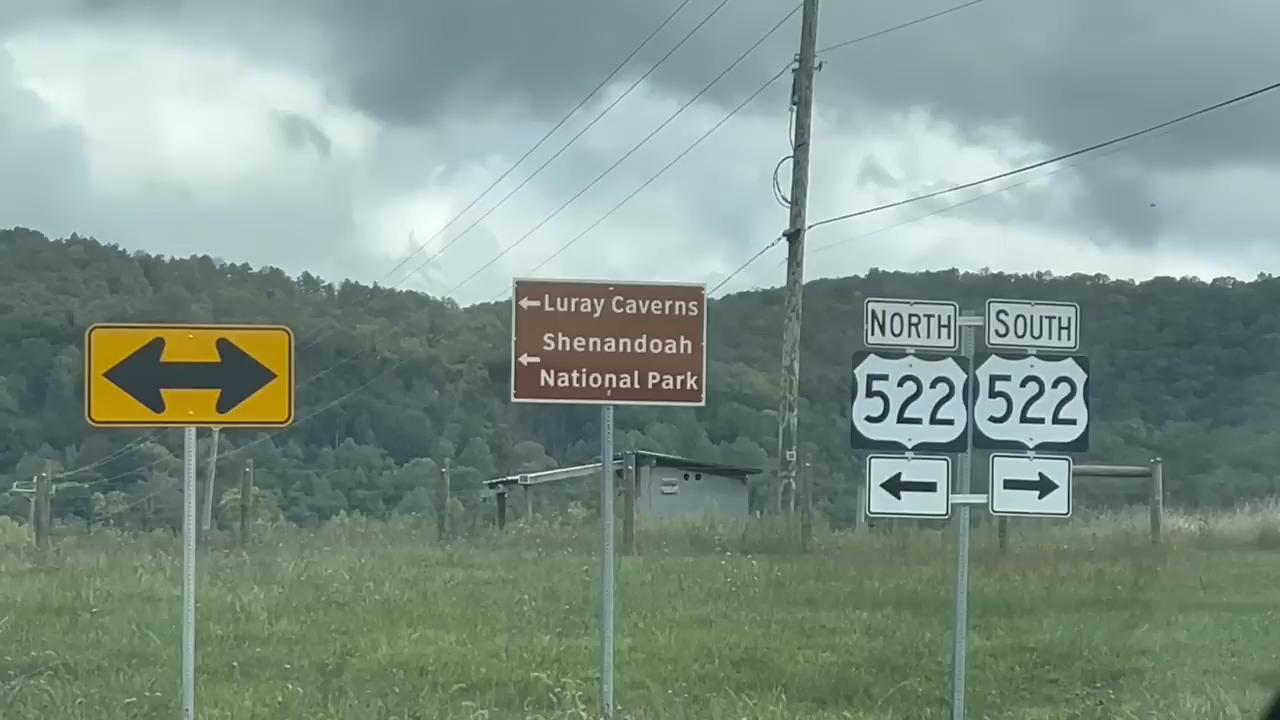 Luray Caverns
Shenandoah
National Park
NORTH
522
SOUTH
522